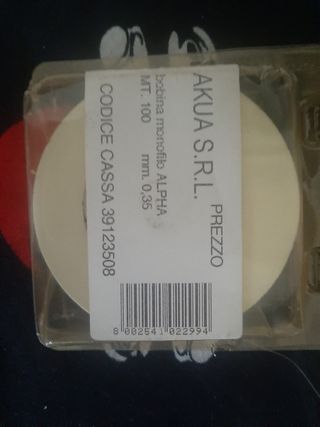 AKUA S.R.L.
PREZZO
bobina monofilo ALPHA
MT. 100 mm. 0,35
CODICE CASSA 39123508
8 002541 022994